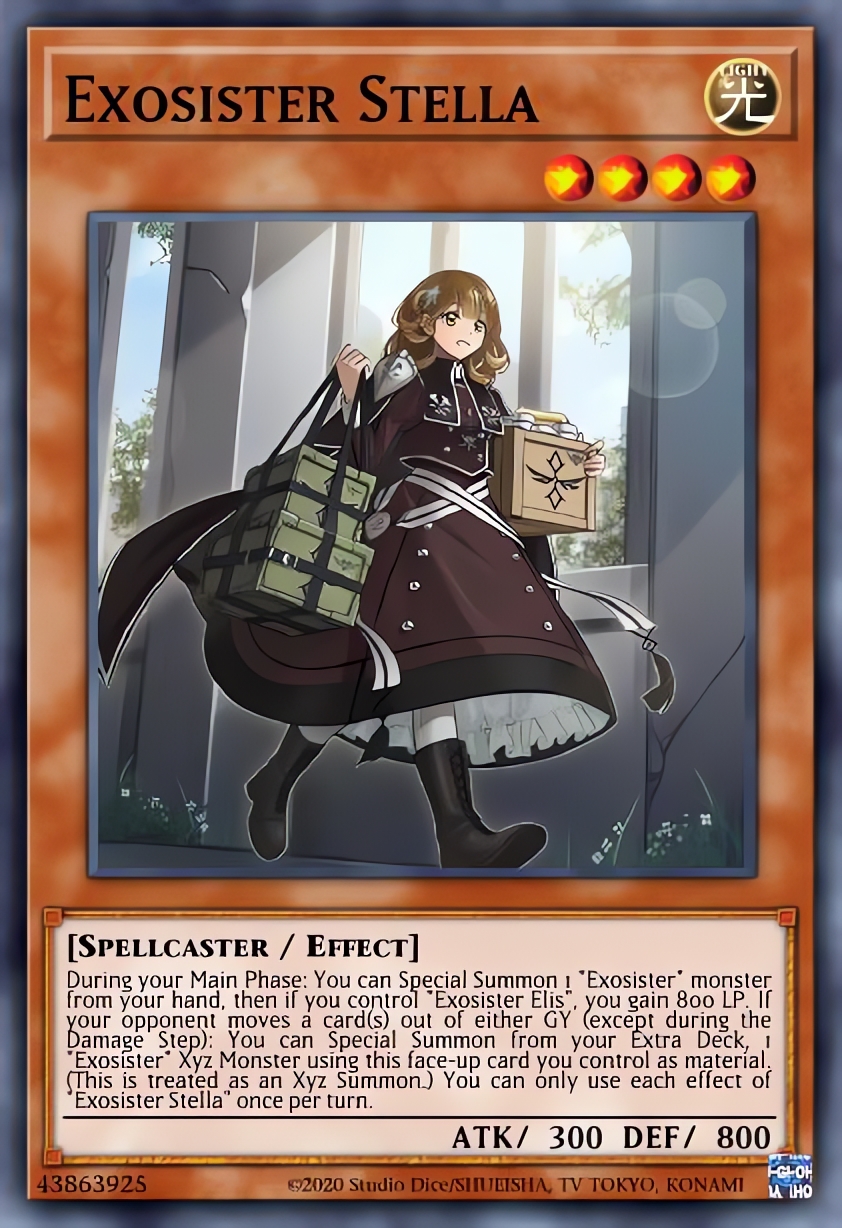 Exosister Stella
LIGHT
光
[Spellcaster / Effect]
During your Main Phase: You can Special Summon 1 "Exosister" monster
from your hand, then if you control "Exosister Elis", you gain 800 LP. If
your opponent moves a card(s) out of either GY (except during the
Damage Step): You can Special Summon from your Extra Deck, 1
"Exosister" Xyz Monster using this face-up card you control as material.
(This is treated as an Xyz Summon.) You can only use each effect of
"Exosister Stella" once per turn.
ATK/ 300 DEF/ 800
43863925
©2020 Studio Dice/SHUEISHA, TV TOKYO, KONAMI